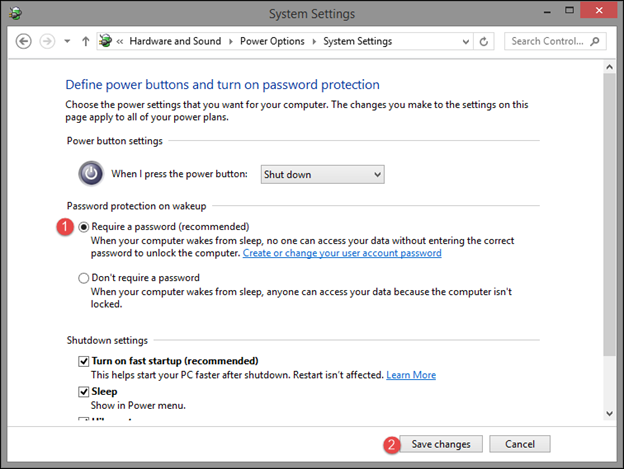 System Settings
« Hardware and Sound Power Options System Settings
Search Control...
Define power buttons and turn on password protection
Choose the power settings that you want for your computer. The changes you make to the settings on this
page apply to all of your power plans.
Power button settings
When I press the power button: Shut down
Password protection on wakeup
1 Require a password (recommended)
When your computer wakes from sleep, no one can access your data without entering the correct
password to unlock the computer. Create or change your user account password
Don't require a password
When your computer wakes from sleep, anyone can access your data because the computer isn't
locked.
Shutdown settings
Turn on fast startup (recommended)
This helps start your PC faster after shutdown. Restart isn't affected. Learn More
Sleep
Show in Power menu.
2 Save changes Cancel